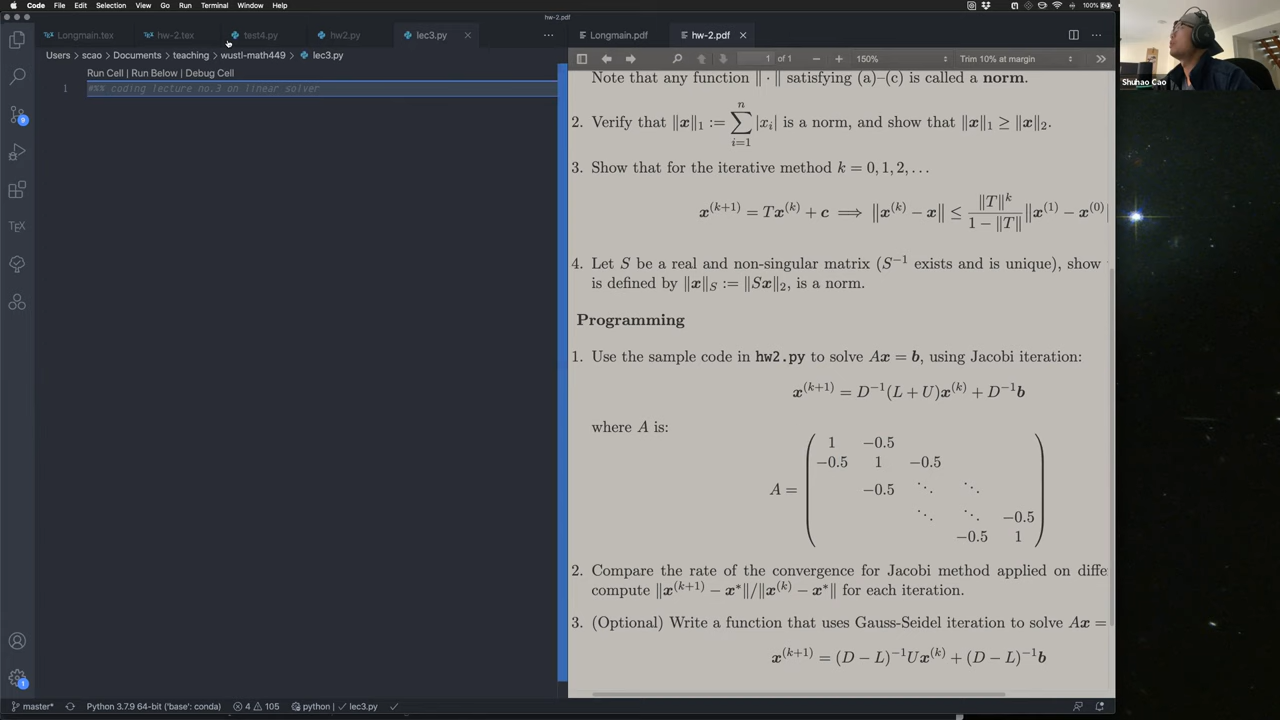 Code File Edit Selection View Go Run Terminal Window Help 100%
hw-2.pdf
Longmain.tex hw-2.tex test4.py hw2.py lec3.py Longmain.pdf hw-2.pdf
Users > scao > Documents > teaching > wustl-math449 > lec3.py
1 of 1 150% Trim 10% at margin
Run Cell | Run Below | Debug Cell
1 #%% coding lecture no.3 on linear solver
Shuhao Cao
Note that any function ‖ · ‖ satisfying (a)–(c) is called a norm.
2. Verify that ‖x‖₁ := ∑ⁿᵢ₌₁ |xᵢ| is a norm, and show that ‖x‖₁ ≥ ‖x‖₂.
3. Show that for the iterative method k = 0, 1, 2, . . .
x^(k+1) = Tx^(k) + c ⟹ ‖x^(k) − x‖ ≤ ‖T‖^k / (1 − ‖T‖) ‖x^(1) − x^(0)‖
4. Let S be a real and non-singular matrix (S⁻¹ exists and is unique), show
is defined by ‖x‖_S := ‖Sx‖₂, is a norm.
Programming
1. Use the sample code in hw2.py to solve Ax = b, using Jacobi iteration:
x^(k+1) = D⁻¹(L + U)x^(k) + D⁻¹b
where A is:
1 −0.5
−0.5 1 −0.5
A = −0.5 ⋱ ⋱
⋱ ⋱ −0.5
−0.5 1
2. Compare the rate of the convergence for Jacobi method applied on diffe
compute ‖x^(k+1) − x*‖/‖x^(k) − x*‖ for each iteration.
3. (Optional) Write a function that uses Gauss-Seidel iteration to solve Ax =
x^(k+1) = (D − L)⁻¹Ux^(k) + (D − L)⁻¹b
9
TEX
1
master* Python 3.7.9 64-bit ('base': conda) 4 105 python | lec3.py